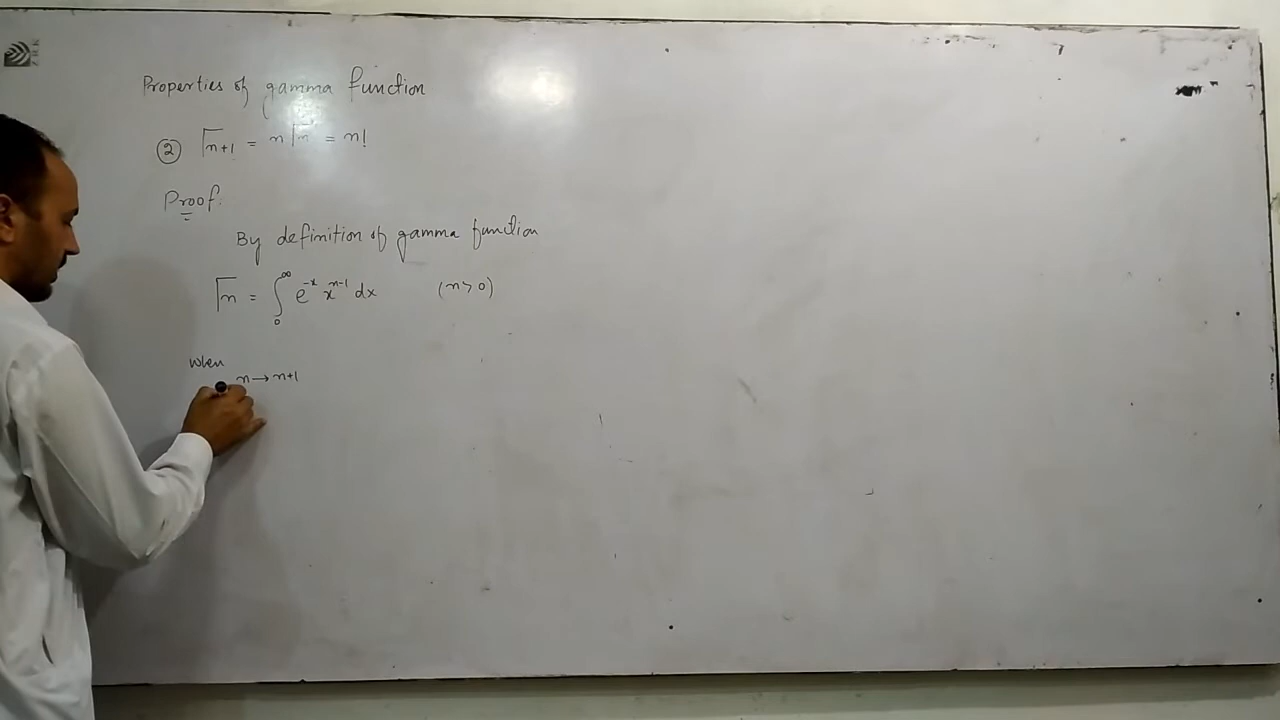 Properties of gamma function
② Γn+1 = n Γn = n!
Proof:
By definition of gamma function
Γn = ∫₀^∞ e^-x x^n-1 dx (n > 0)
When
n → n+1